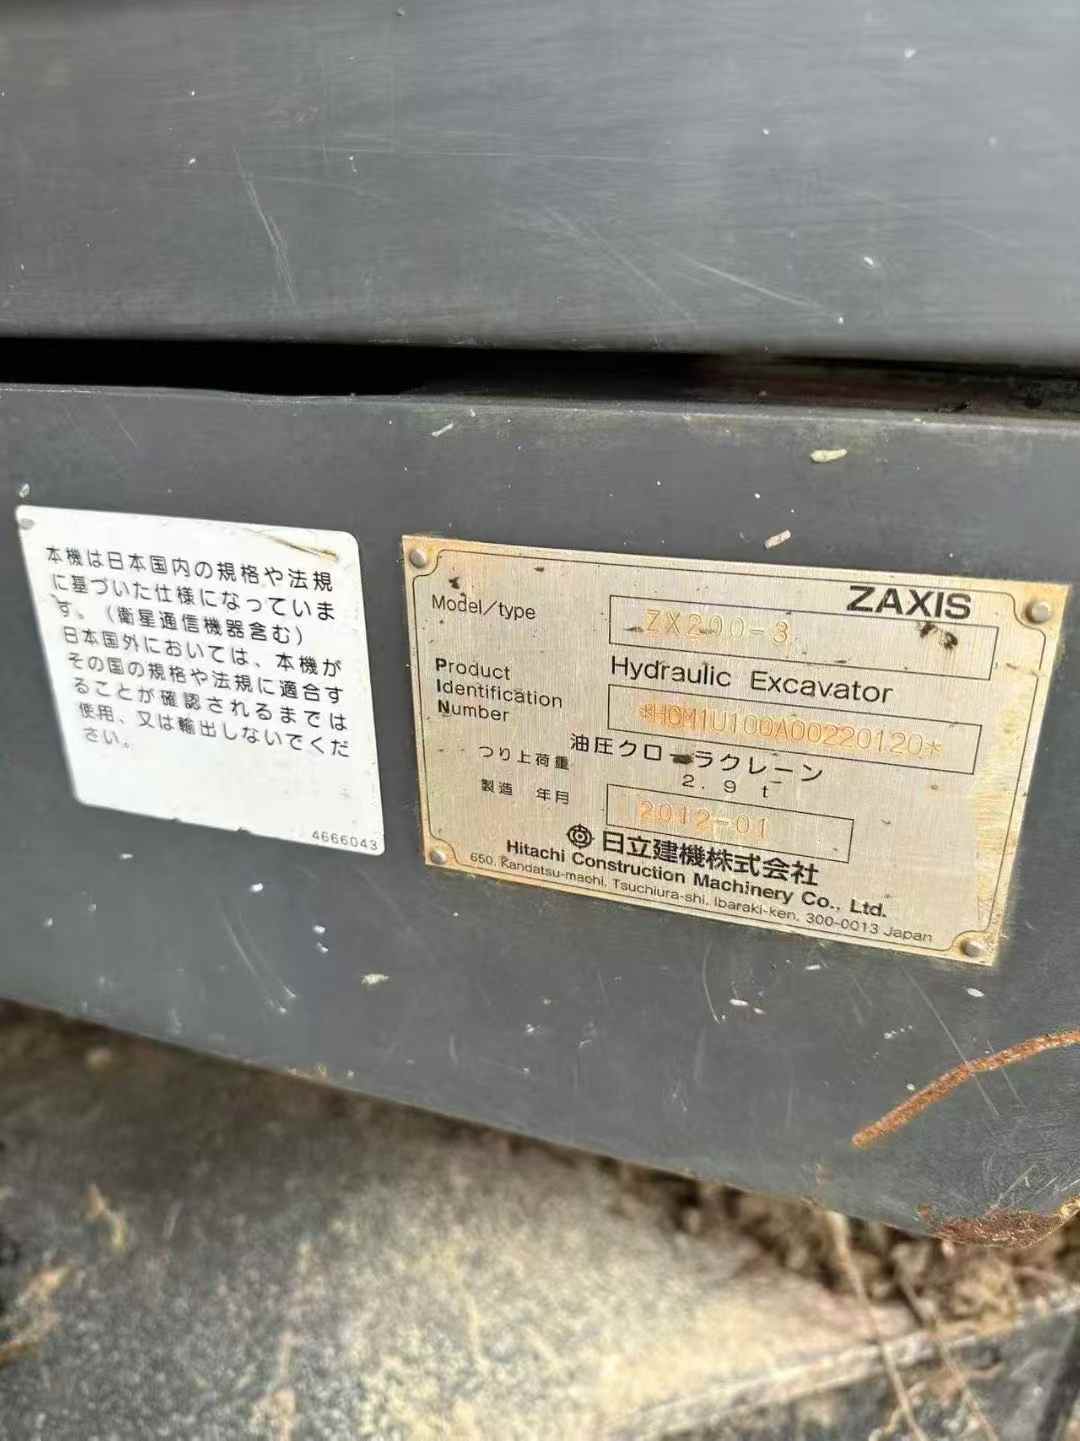 本機は日本国内の規格や法規
に基づいた仕様になっていま
す。（衛星通信機器含む）
日本国外においては、本機が
その国の規格や法規に適合す
ることが確認されるまでは
使用、又は輸出しないでくだ
さい。
4666043
ZAXIS
Model/type ZX200-3
Hydraulic Excavator
Product
Identification
Number
*HCM1U100A00220120*
油圧クローラクレーン
つり上荷重 2.9 t
製造 年月 2012-01
日立建機株式会社
Hitachi Construction Machinery Co., Ltd.
650, Kandatsu-machi, Tsuchiura-shi, Ibaraki-ken, 300-0013 Japan